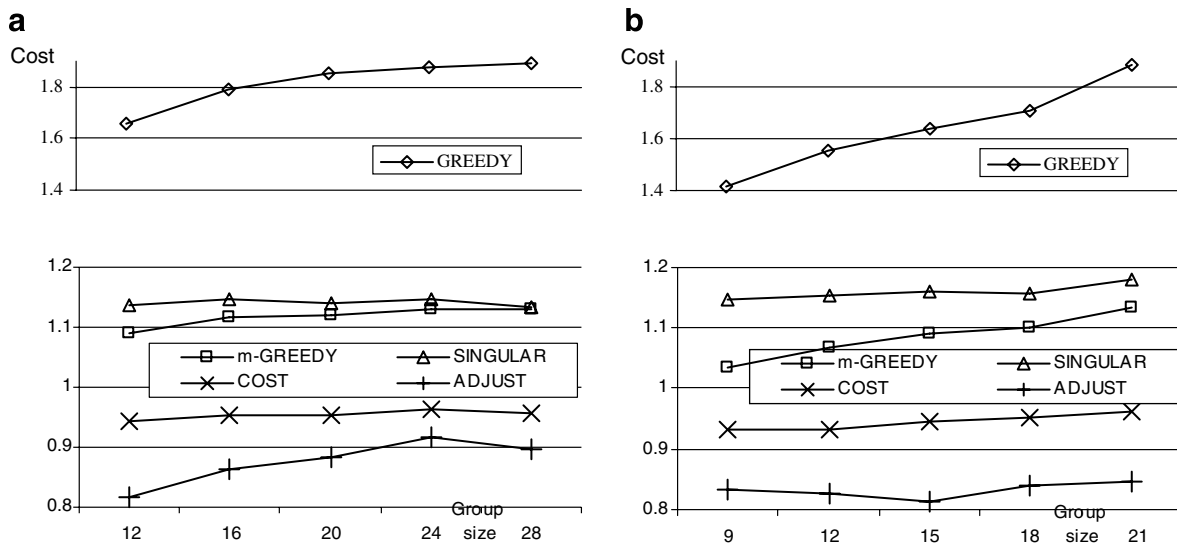 a
Cost
1.8
1.6
1.4
GREEDY
1.2
1.1
1
0.9
0.8
m-GREEDY
SINGULAR
COST
ADJUST
12
16
20
24
28
Group
size
b
Cost
1.8
1.6
1.4
GREEDY
1.2
1.1
1
0.9
0.8
m-GREEDY
SINGULAR
COST
ADJUST
9
12
15
18
21
Group
size